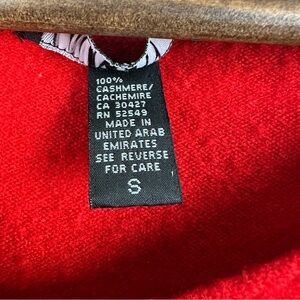 100%
CASHMERE/
CACHEMIRE
CA 30427
RN 52549
MADE IN
UNITED ARAB
EMIRATES
SEE REVERSE
FOR CARE
S